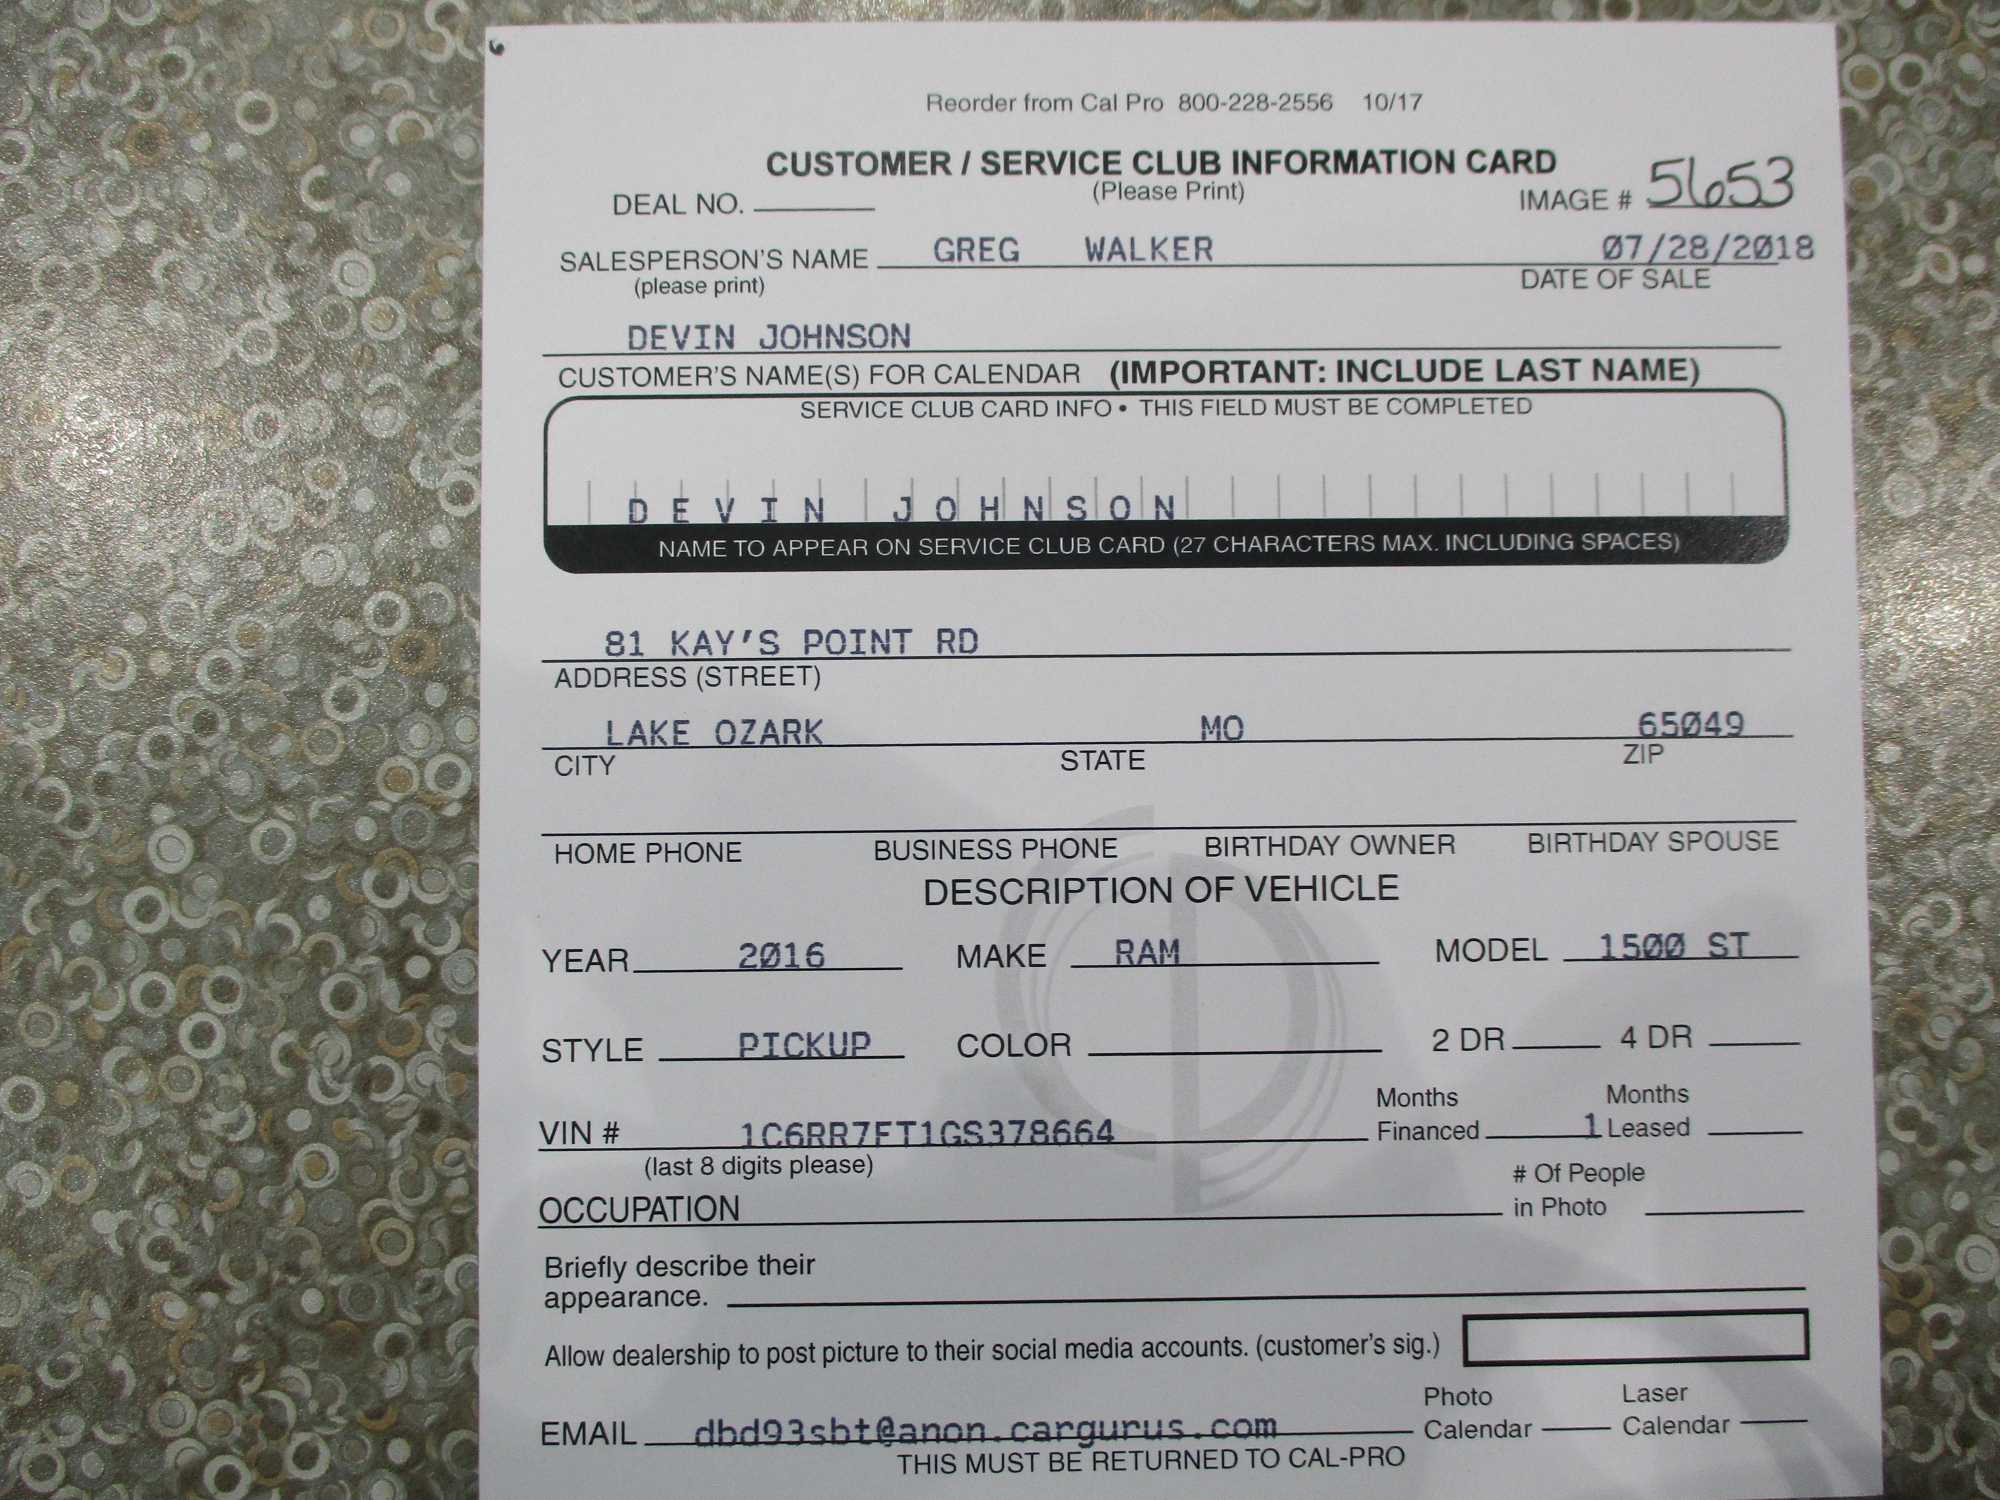 Reorder from Cal Pro 800-228-2556 10/17
CUSTOMER / SERVICE CLUB INFORMATION CARD
(Please Print)
DEAL NO. IMAGE # 5653
SALESPERSON'S NAME GREG WALKER 07/28/2018
(please print) DATE OF SALE
DEVIN JOHNSON
CUSTOMER'S NAME(S) FOR CALENDAR (IMPORTANT: INCLUDE LAST NAME)
SERVICE CLUB CARD INFO • THIS FIELD MUST BE COMPLETED
DEVIN JOHNSON
NAME TO APPEAR ON SERVICE CLUB CARD (27 CHARACTERS MAX. INCLUDING SPACES)
81 KAY'S POINT RD
ADDRESS (STREET)
LAKE OZARK MO 65049
CITY STATE ZIP
HOME PHONE BUSINESS PHONE BIRTHDAY OWNER BIRTHDAY SPOUSE
DESCRIPTION OF VEHICLE
YEAR 2016 MAKE RAM MODEL 1500 ST
STYLE PICKUP COLOR 2 DR 4 DR
Months Months
VIN # 1C6RR7FT1GS378664 Financed 1 Leased
(last 8 digits please) # Of People
OCCUPATION in Photo
Briefly describe their
appearance.
Allow dealership to post picture to their social media accounts. (customer's sig.)
Photo Laser
EMAIL dbd93sbt@anon.cargurus.com Calendar Calendar
THIS MUST BE RETURNED TO CAL-PRO